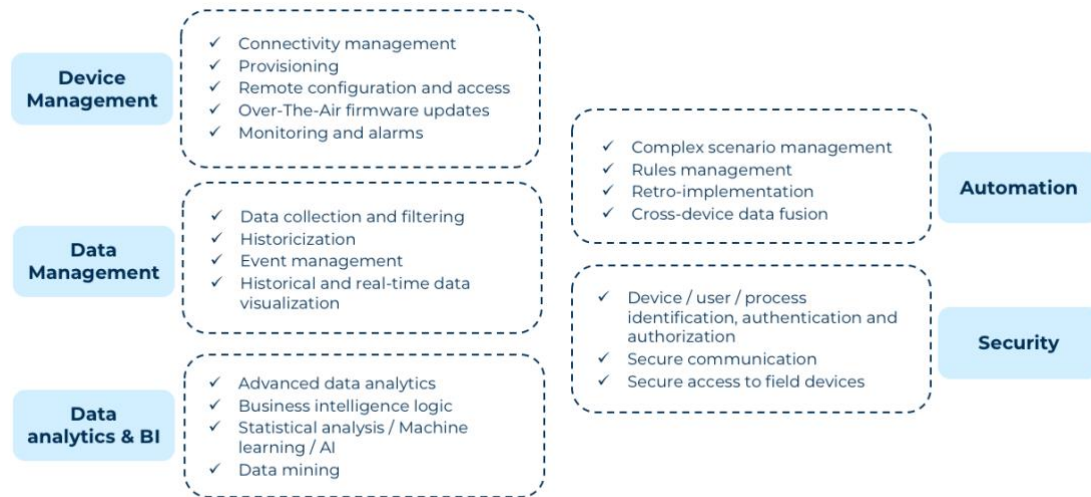 Device
Management
✓ Connectivity management
✓ Provisioning
✓ Remote configuration and access
✓ Over-The-Air firmware updates
✓ Monitoring and alarms
Data
Management
✓ Data collection and filtering
✓ Historicization
✓ Event management
✓ Historical and real-time data
visualization
Data
analytics & BI
✓ Advanced data analytics
✓ Business intelligence logic
✓ Statistical analysis / Machine
learning / AI
✓ Data mining
✓ Complex scenario management
✓ Rules management
✓ Retro-implementation
✓ Cross-device data fusion
Automation
✓ Device / user / process
identification, authentication and
authorization
✓ Secure communication
✓ Secure access to field devices
Security